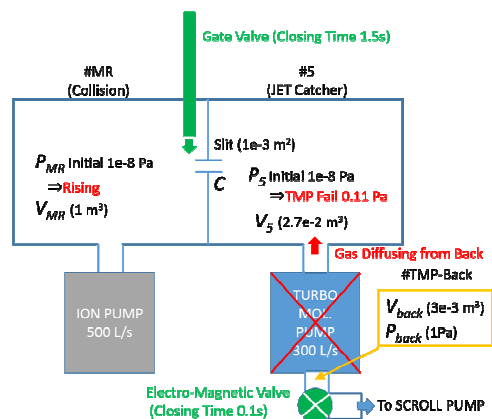 Gate Valve (Closing Time 1.5s)
#MR
(Collision)
#5
(JET Catcher)
Slit (1e-3 m²)
C
P_MR Initial 1e-8 Pa
⇒Rising
V_MR (1 m³)
P_5 Initial 1e-8 Pa
⇒TMP Fail 0.11 Pa
V_5 (2.7e-2 m³)
Gas Diffusing from Back
#TMP-Back
ION PUMP
500 L/s
TURBO
MOL.
PUMP
300 L/s
V_back (3e-3 m³)
P_back (1Pa)
Electro-Magnetic Valve
(Closing Time 0.1s)
To SCROLL PUMP